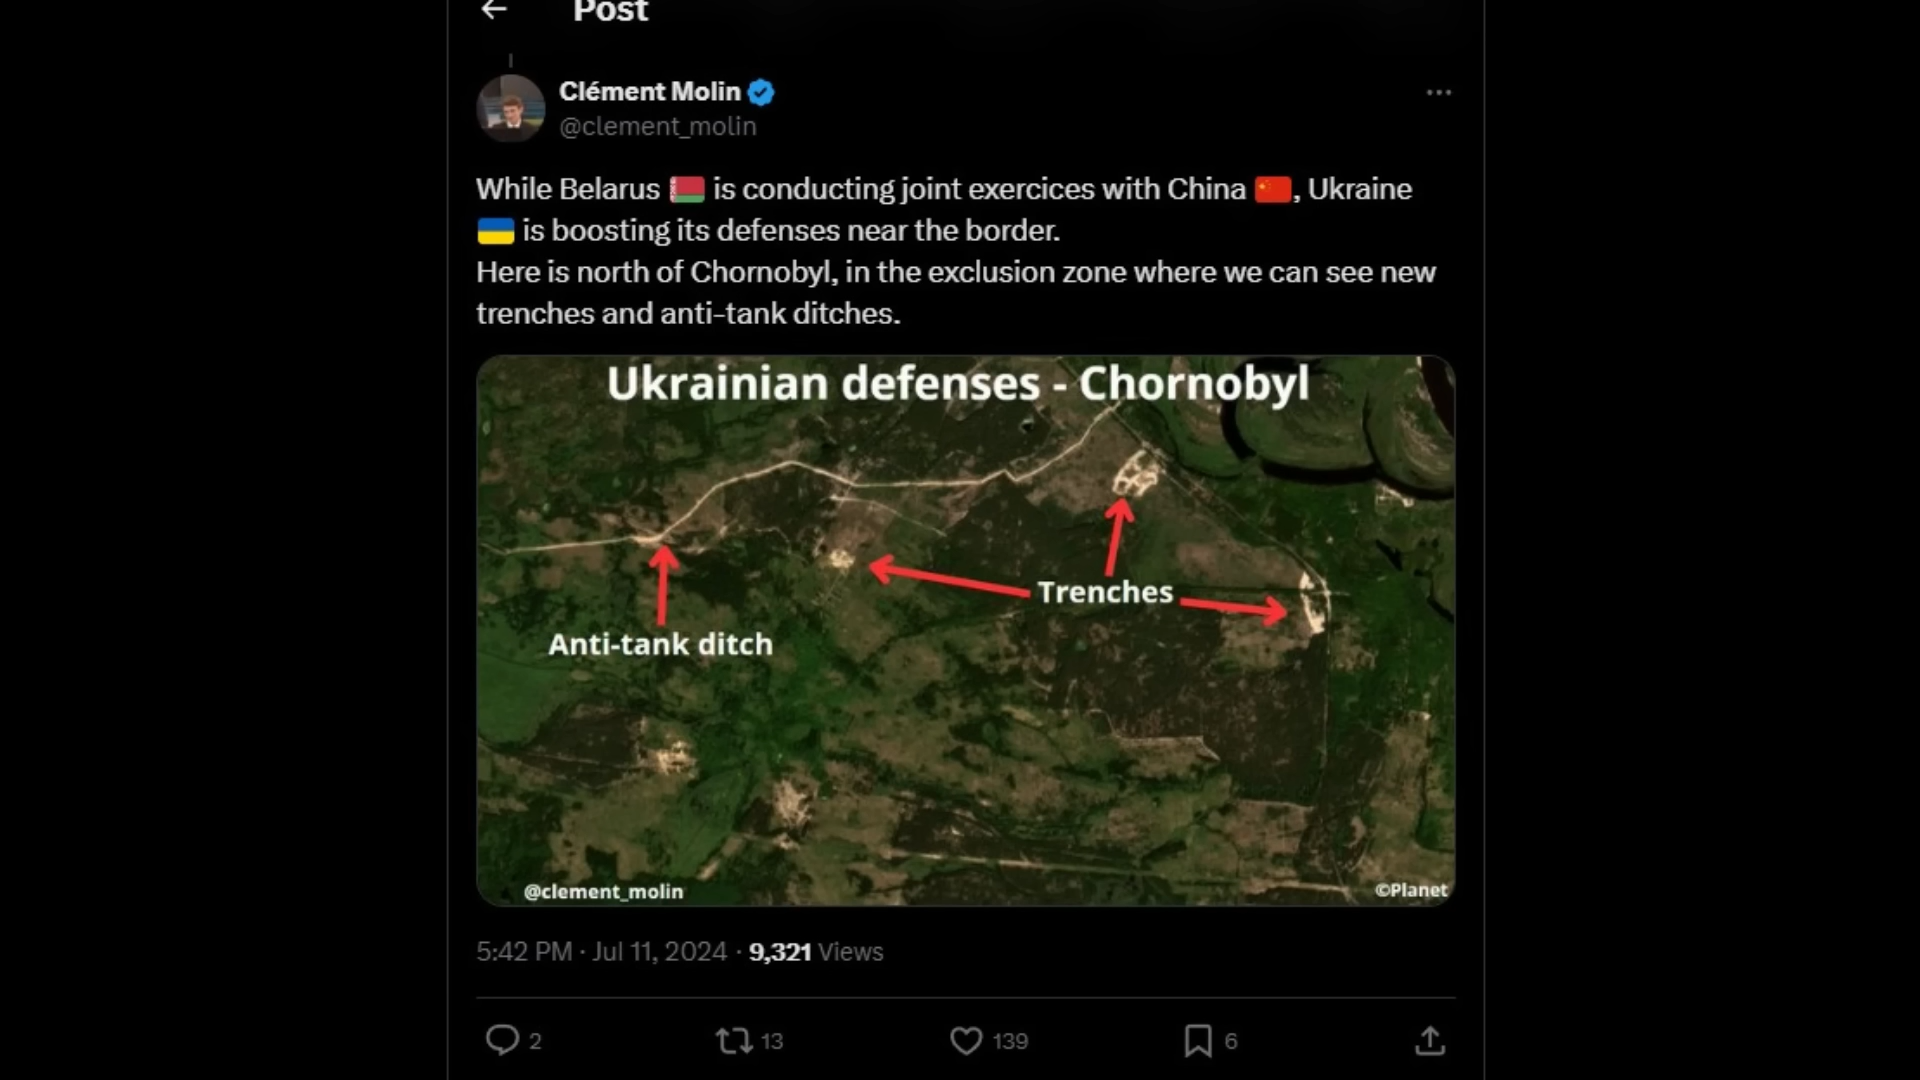 Post
Clément Molin
@clement_molin
While Belarus 🇧🇾 is conducting joint exercices with China 🇨🇳, Ukraine
🇺🇦 is boosting its defenses near the border.
Here is north of Chornobyl, in the exclusion zone where we can see new
trenches and anti-tank ditches.
Ukrainian defenses - Chornobyl
Trenches
Anti-tank ditch
@clement_molin
©Planet
5:42 PM · Jul 11, 2024 · 9,321 Views
2 13 139 6